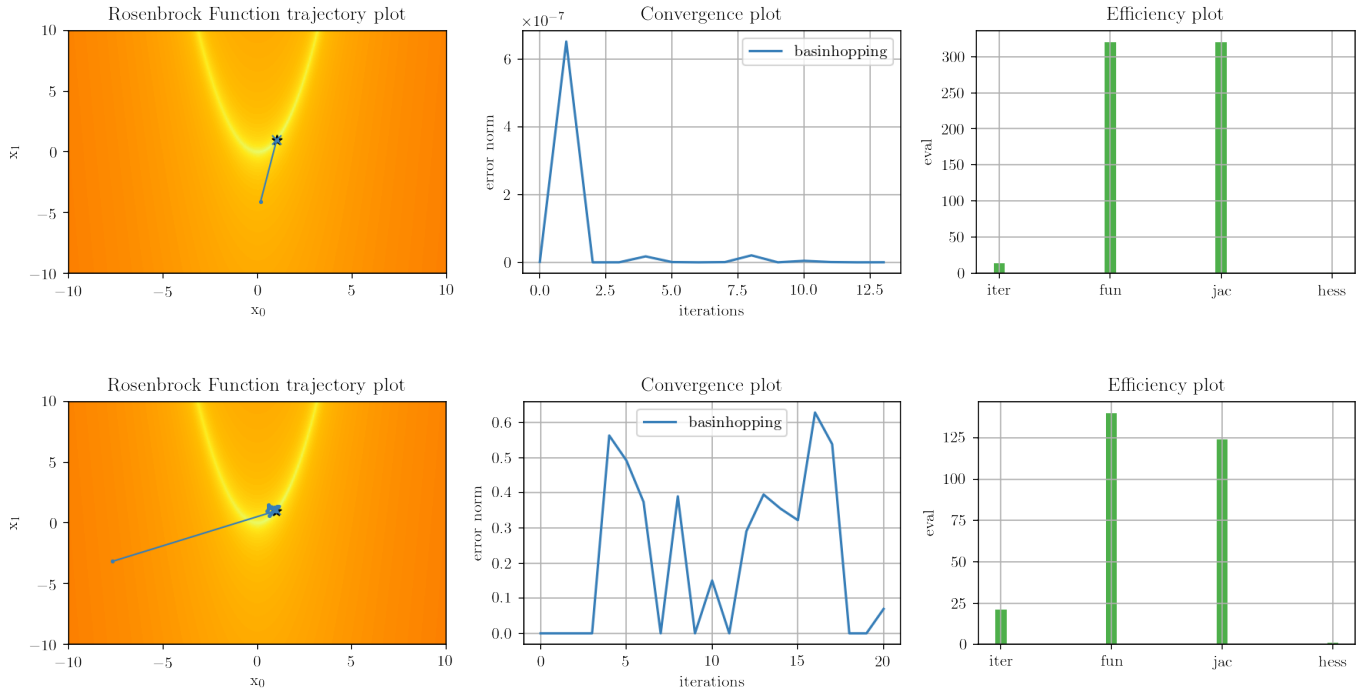 Rosenbrock Function trajectory plot
10
5
0
−5
−10
−10
−5
0
5
10
x₁
x₀
Convergence plot
×10⁻⁷
6
4
2
0
0.0
2.5
5.0
7.5
10.0
12.5
error norm
iterations
basinhopping
Efficiency plot
300
250
200
150
100
50
0
iter
fun
jac
hess
eval
Rosenbrock Function trajectory plot
10
5
0
−5
−10
−10
−5
0
5
10
x₁
x₀
Convergence plot
0.6
0.5
0.4
0.3
0.2
0.1
0.0
0
5
10
15
20
error norm
iterations
basinhopping
Efficiency plot
125
100
75
50
25
0
iter
fun
jac
hess
eval